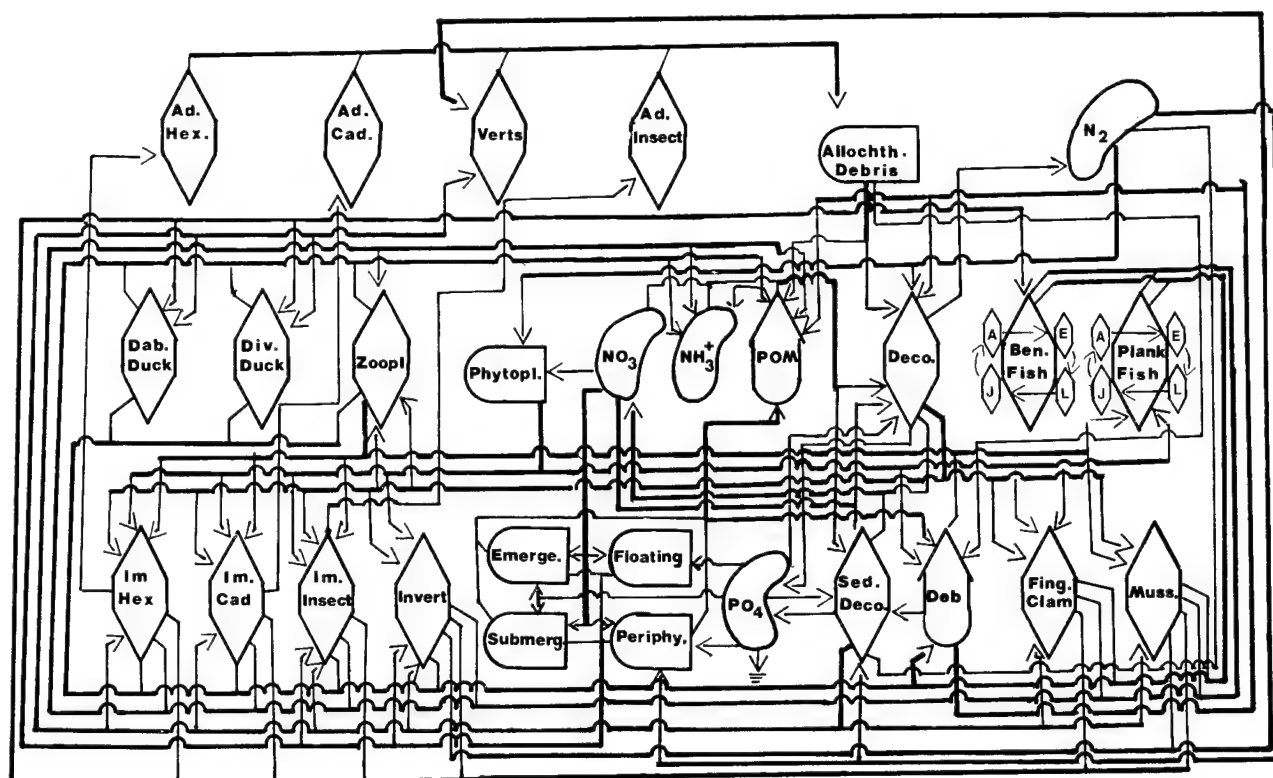 Ad.
Hex.
Ad.
Cad.
Verts
Ad.
Insect
Allochth.
Debris
N2
Dab.
Duck
Div.
Duck
Zoopl
Phytopl.
NO3
NH3+
POM
Deco.
A
E
Ben.
Fish
J
L
A
E
Plank
Fish
J
L
Im
Hex
Im.
Cad
Im.
Insect
Invert
Emerge.
Floating
Submerg.
Periphy.
PO4
Sed.
Deco.
Deb
Fing.
Clam
Muss.